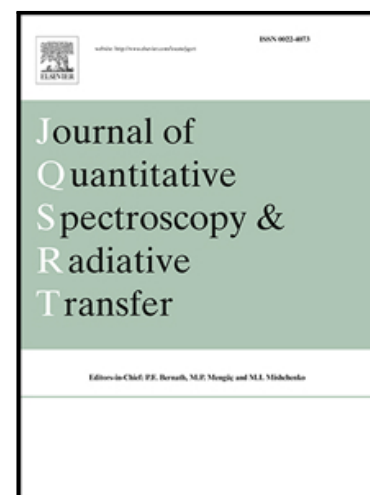 ISSN 0022-4073
ELSEVIER
Journal of
Quantitative
Spectroscopy &
Radiative
Transfer
Editors-in-Chief: P.F. Bernath, M.P. Mengüç and M.I. Mishchenko